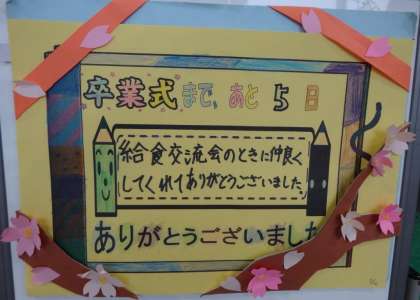 卒業式まで、あと5日
給食交流会のときに仲良く
してくれてありがとうございました。
ありがとうございました